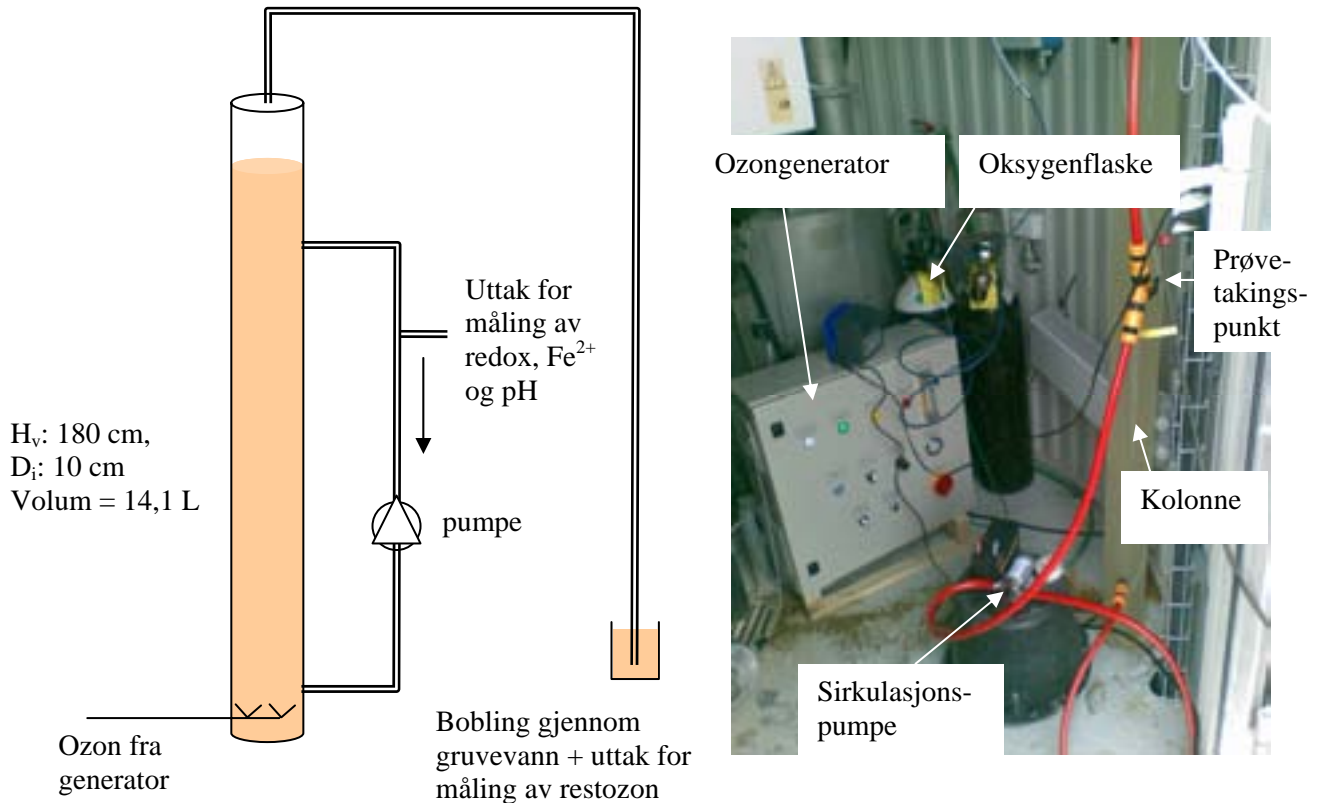 Uttak for
måling av
redox, Fe²⁺
og pH
Hᵥ: 180 cm,
Dᵢ: 10 cm
Volum = 14,1 L
pumpe
Ozon fra
generator
Bobling gjennom
gruvevann + uttak for
måling av restozon
Ozongenerator
Oksygenflaske
Prøve-
takings-
punkt
Kolonne
Sirkulasjons-
pumpe